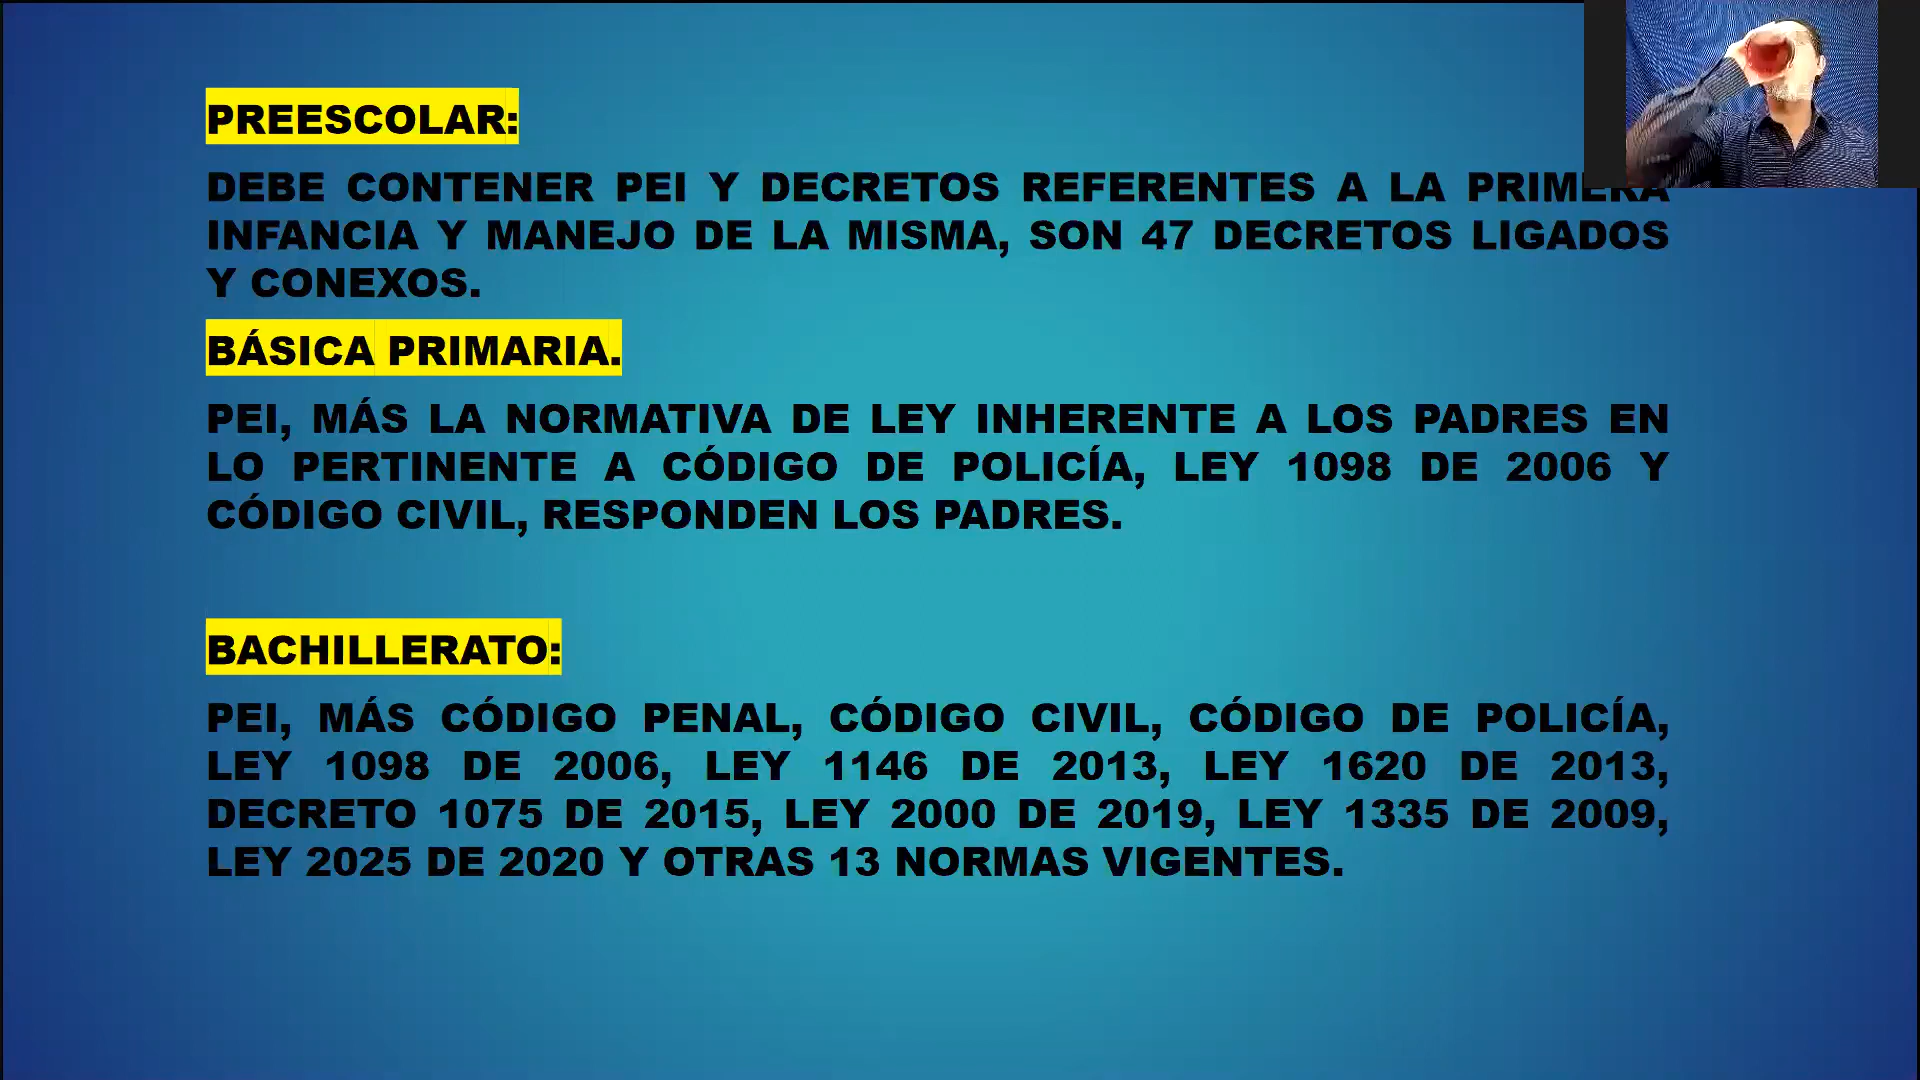 PREESCOLAR:
DEBE CONTENER PEI Y DECRETOS REFERENTES A LA PRIMERA
INFANCIA Y MANEJO DE LA MISMA, SON 47 DECRETOS LIGADOS
Y CONEXOS.
BÁSICA PRIMARIA.
PEI, MÁS LA NORMATIVA DE LEY INHERENTE A LOS PADRES EN
LO PERTINENTE A CÓDIGO DE POLICÍA, LEY 1098 DE 2006 Y
CÓDIGO CIVIL, RESPONDEN LOS PADRES.
BACHILLERATO:
PEI, MÁS CÓDIGO PENAL, CÓDIGO CIVIL, CÓDIGO DE POLICÍA,
LEY 1098 DE 2006, LEY 1146 DE 2013, LEY 1620 DE 2013,
DECRETO 1075 DE 2015, LEY 2000 DE 2019, LEY 1335 DE 2009,
LEY 2025 DE 2020 Y OTRAS 13 NORMAS VIGENTES.